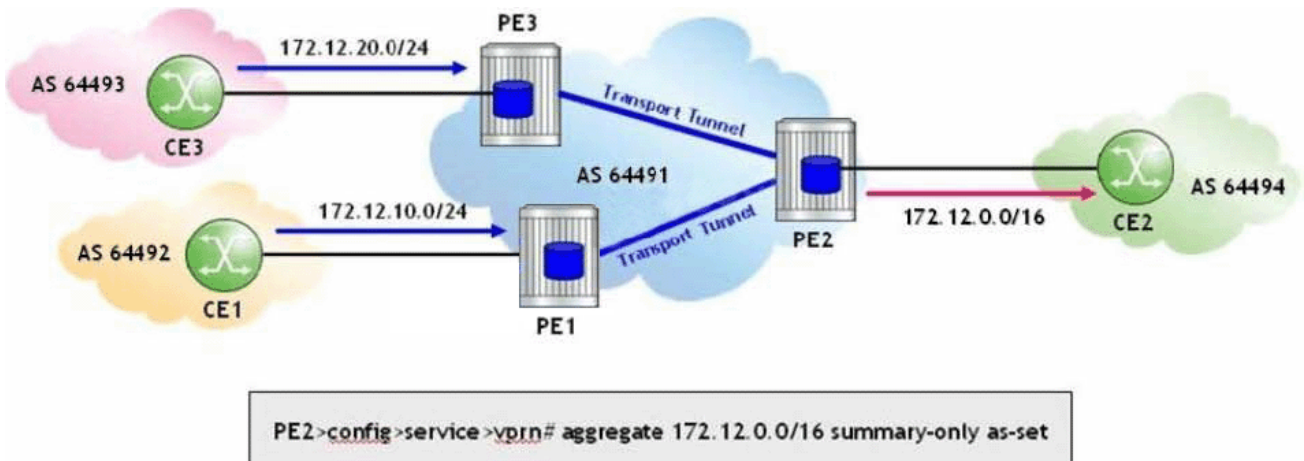 PE3
172.12.20.0/24
AS 64493
CE3
Transport Tunnel
AS 64491
172.12.10.0/24
AS 64492
CE1
Transport Tunnel
PE1
PE2
172.12.0.0/16
CE2
AS 64494
PE2>config>service>vprn# aggregate 172.12.0.0/16 summary-only as-set